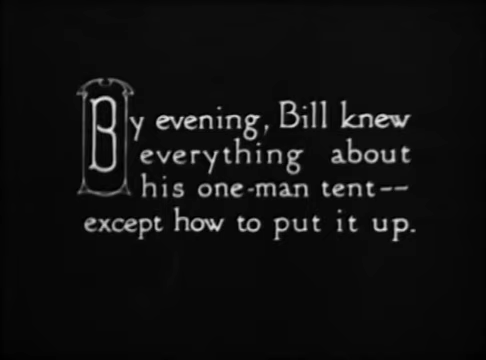 By evening, Bill knew
everything about
his one-man tent--
except how to put it up.